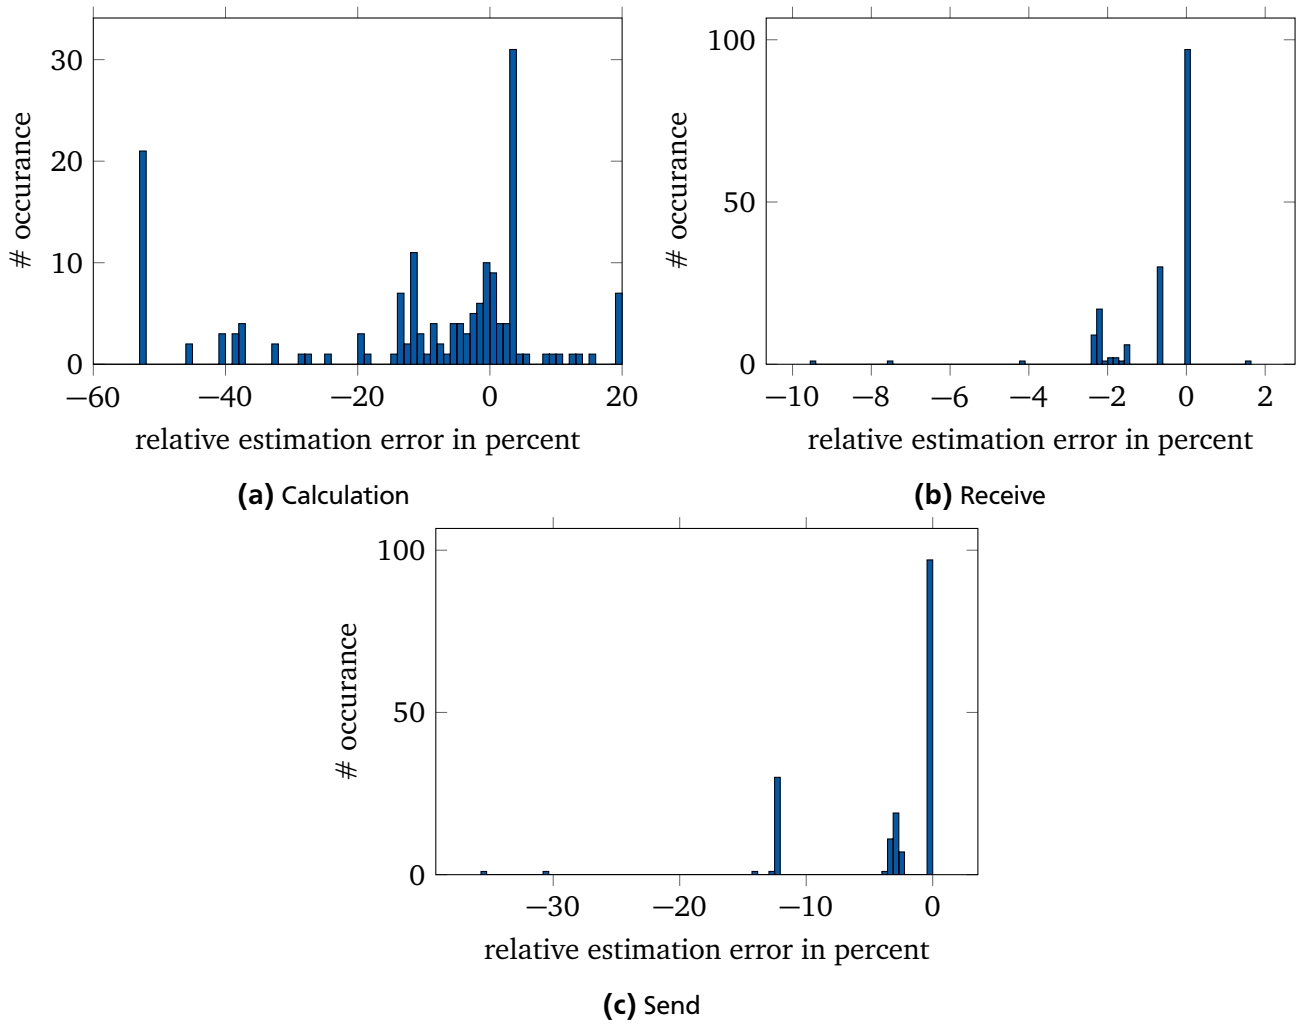 30
20
10
0
# occurance
−60 −40 −20 0 20
relative estimation error in percent
(a) Calculation
100
50
0
# occurance
−10 −8 −6 −4 −2 0 2
relative estimation error in percent
(b) Receive
100
50
0
# occurance
−30 −20 −10 0
relative estimation error in percent
(c) Send